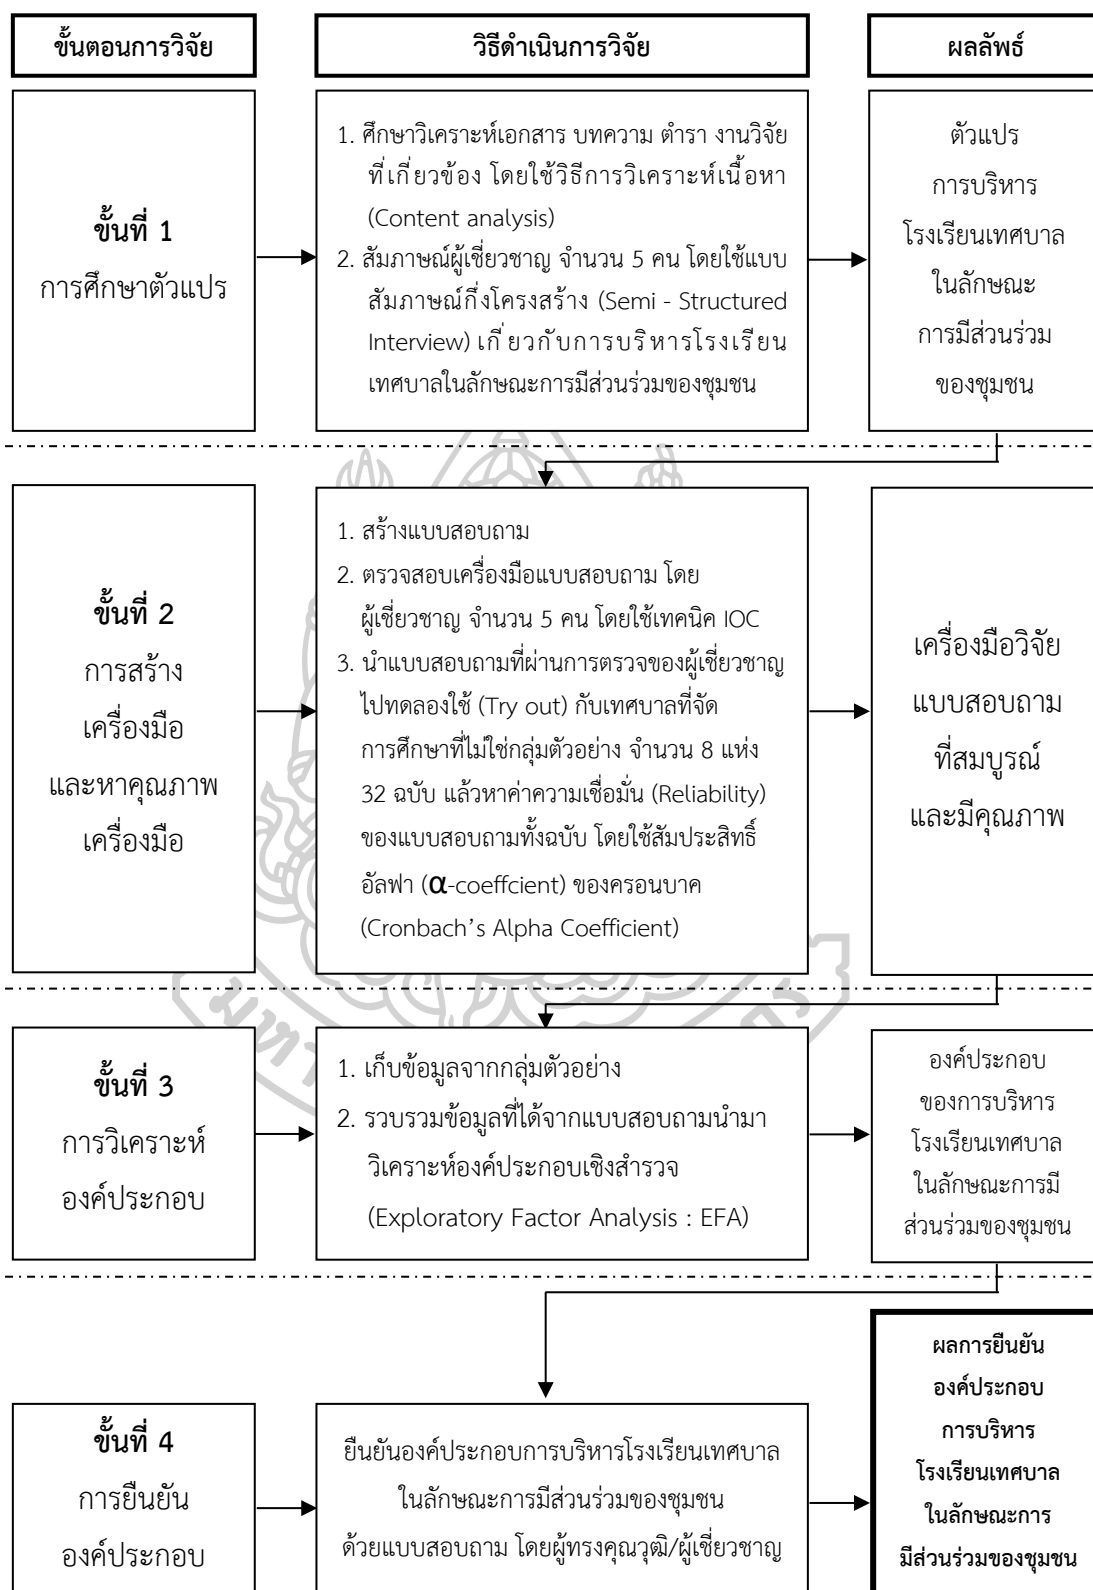 ขั้นตอนการวิจัย
วิธีดำเนินการวิจัย
ผลลัพธ์
ขั้นที่ 1
การศึกษาตัวแปร
1. ศึกษาวิเคราะห์เอกสาร บทความ ตำรา งานวิจัย
ที่เกี่ยวข้อง โดยใช้วิธีการวิเคราะห์เนื้อหา
(Content analysis)
2. สัมภาษณ์ผู้เชี่ยวชาญ จำนวน 5 คน โดยใช้แบบ
สัมภาษณ์กึ่งโครงสร้าง (Semi - Structured
Interview) เกี่ยวกับการบริหารโรงเรียน
เทศบาลในลักษณะการมีส่วนร่วมของชุมชน
ตัวแปร
การบริหาร
โรงเรียนเทศบาล
ในลักษณะ
การมีส่วนร่วม
ของชุมชน
ขั้นที่ 2
การสร้าง
เครื่องมือ
และหาคุณภาพ
เครื่องมือ
1. สร้างแบบสอบถาม
2. ตรวจสอบเครื่องมือแบบสอบถาม โดย
ผู้เชี่ยวชาญ จำนวน 5 คน โดยใช้เทคนิค IOC
3. นำแบบสอบถามที่ผ่านการตรวจของผู้เชี่ยวชาญ
ไปทดลองใช้ (Try out) กับเทศบาลที่จัด
การศึกษาที่ไม่ใช่กลุ่มตัวอย่าง จำนวน 8 แห่ง
32 ฉบับ แล้วหาค่าความเชื่อมั่น (Reliability)
ของแบบสอบถามทั้งฉบับ โดยใช้สัมประสิทธิ์
อัลฟา (α-coeffcient) ของครอนบาค
(Cronbach's Alpha Coefficient)
เครื่องมือวิจัย
แบบสอบถาม
ที่สมบูรณ์
และมีคุณภาพ
ขั้นที่ 3
การวิเคราะห์
องค์ประกอบ
1. เก็บข้อมูลจากกลุ่มตัวอย่าง
2. รวบรวมข้อมูลที่ได้จากแบบสอบถามนำมา
วิเคราะห์องค์ประกอบเชิงสำรวจ
(Exploratory Factor Analysis : EFA)
องค์ประกอบ
ของการบริหาร
โรงเรียนเทศบาล
ในลักษณะการมี
ส่วนร่วมของชุมชน
ขั้นที่ 4
การยืนยัน
องค์ประกอบ
ยืนยันองค์ประกอบการบริหารโรงเรียนเทศบาล
ในลักษณะการมีส่วนร่วมของชุมชน
ด้วยแบบสอบถาม โดยผู้ทรงคุณวุฒิ/ผู้เชี่ยวชาญ
ผลการยืนยัน
องค์ประกอบ
การบริหาร
โรงเรียนเทศบาล
ในลักษณะการ
มีส่วนร่วมของชุมชน